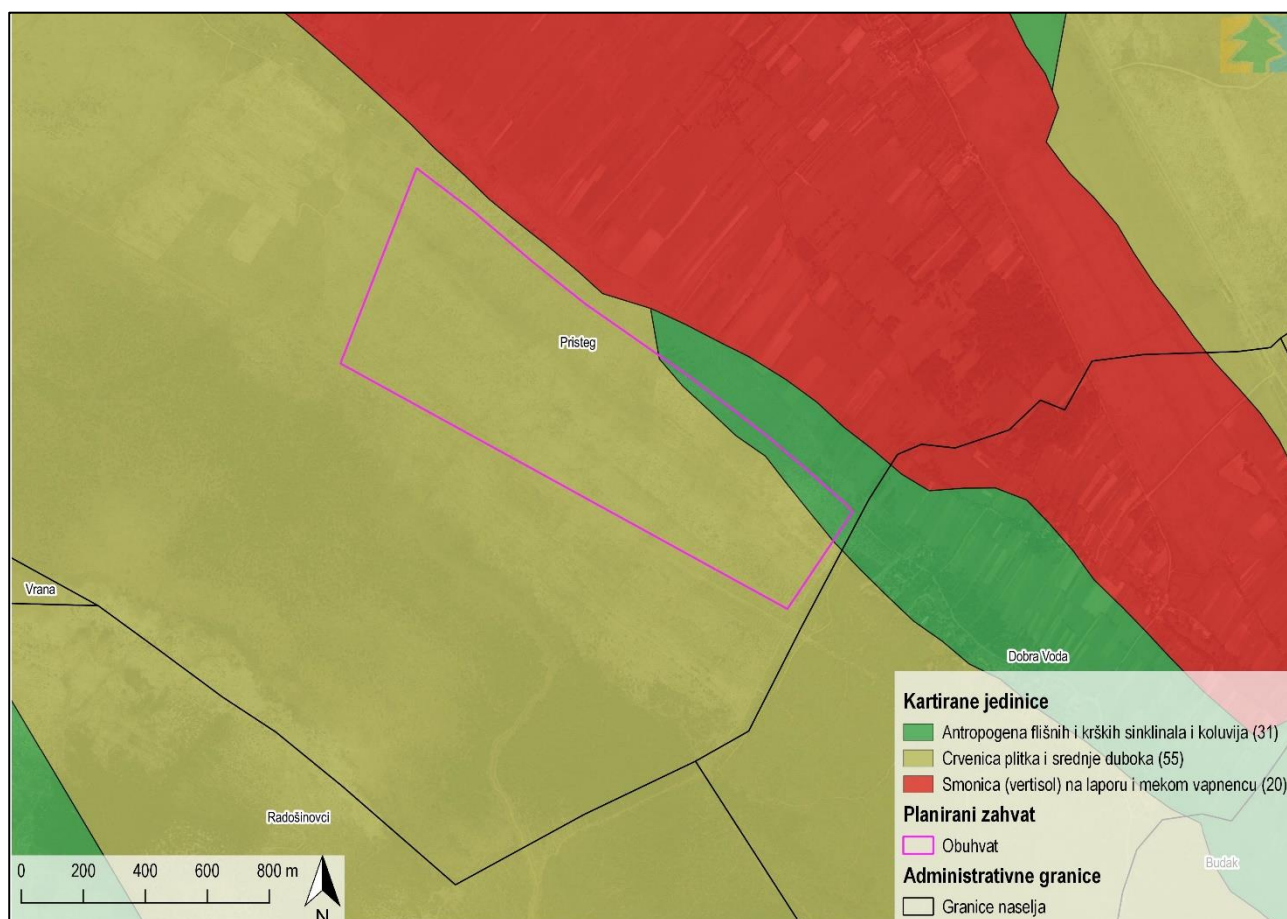 Pristeg
Vrana
Dobra Voda
Radošinovci
Budak
Kartirane jedinice
Antropogena flišnih i krških sinklinala i koluvija (31)
Crvenica plitka i srednje duboka (55)
Smonica (vertisol) na laporu i mekom vapnencu (20)
Planirani zahvat
Obuhvat
Administrativne granice
Granice naselja
0 200 400 600 800 m
N